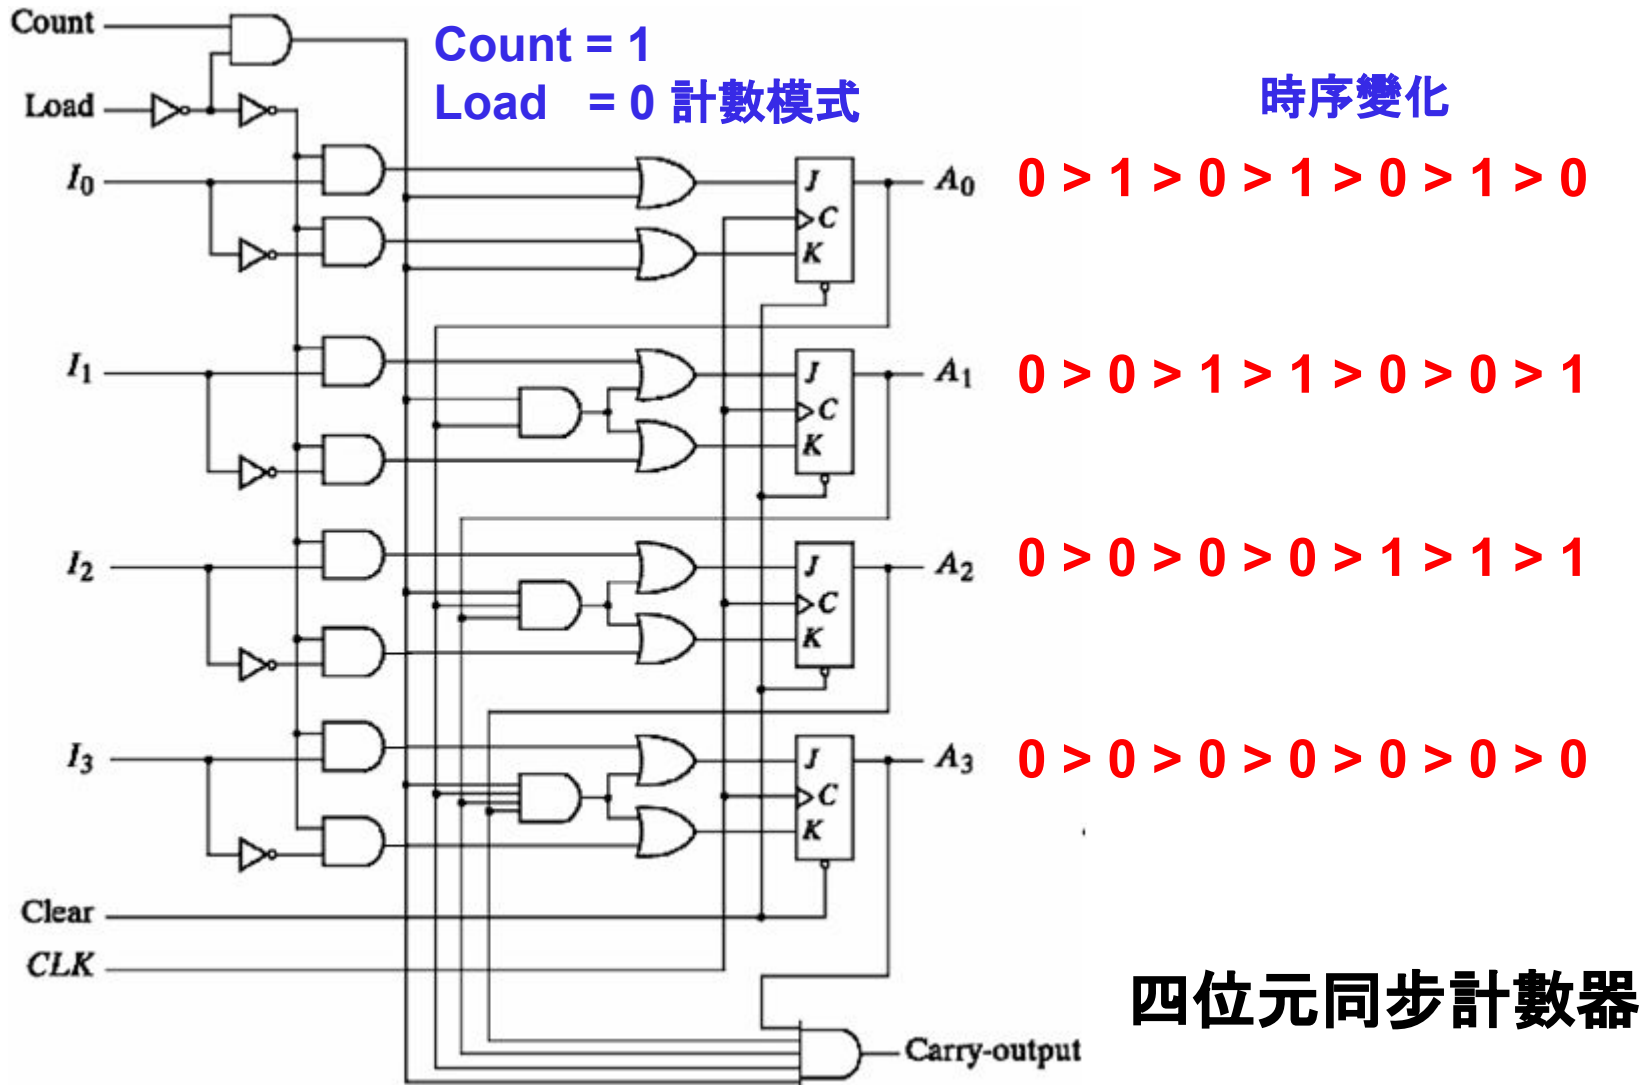 Count
Count = 1
Load
Load = 0 計數模式
時序變化
I0
J
C
K
A0
0 > 1 > 0 > 1 > 0 > 1 > 0
I1
J
C
K
A1
0 > 0 > 1 > 1 > 0 > 0 > 1
I2
J
C
K
A2
0 > 0 > 0 > 0 > 1 > 1 > 1
I3
J
C
K
A3
0 > 0 > 0 > 0 > 0 > 0 > 0
Clear
CLK
四位元同步計數器
Carry-output